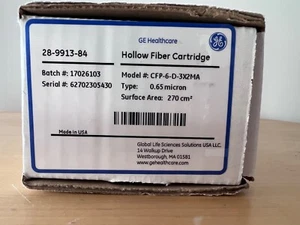 GE Healthcare
28-9913-84
Hollow Fiber Cartridge
Batch #: 17026103
Serial #: 62702305430
Model #: CFP-6-D-3X2MA
Type: 0.65 micron
Surface Area: 270 cm²
Made in USA
Global Life Sciences Solutions USA LLC.
14 Walkup Drive
Westborough, MA 01581
www.gehealthcare.com